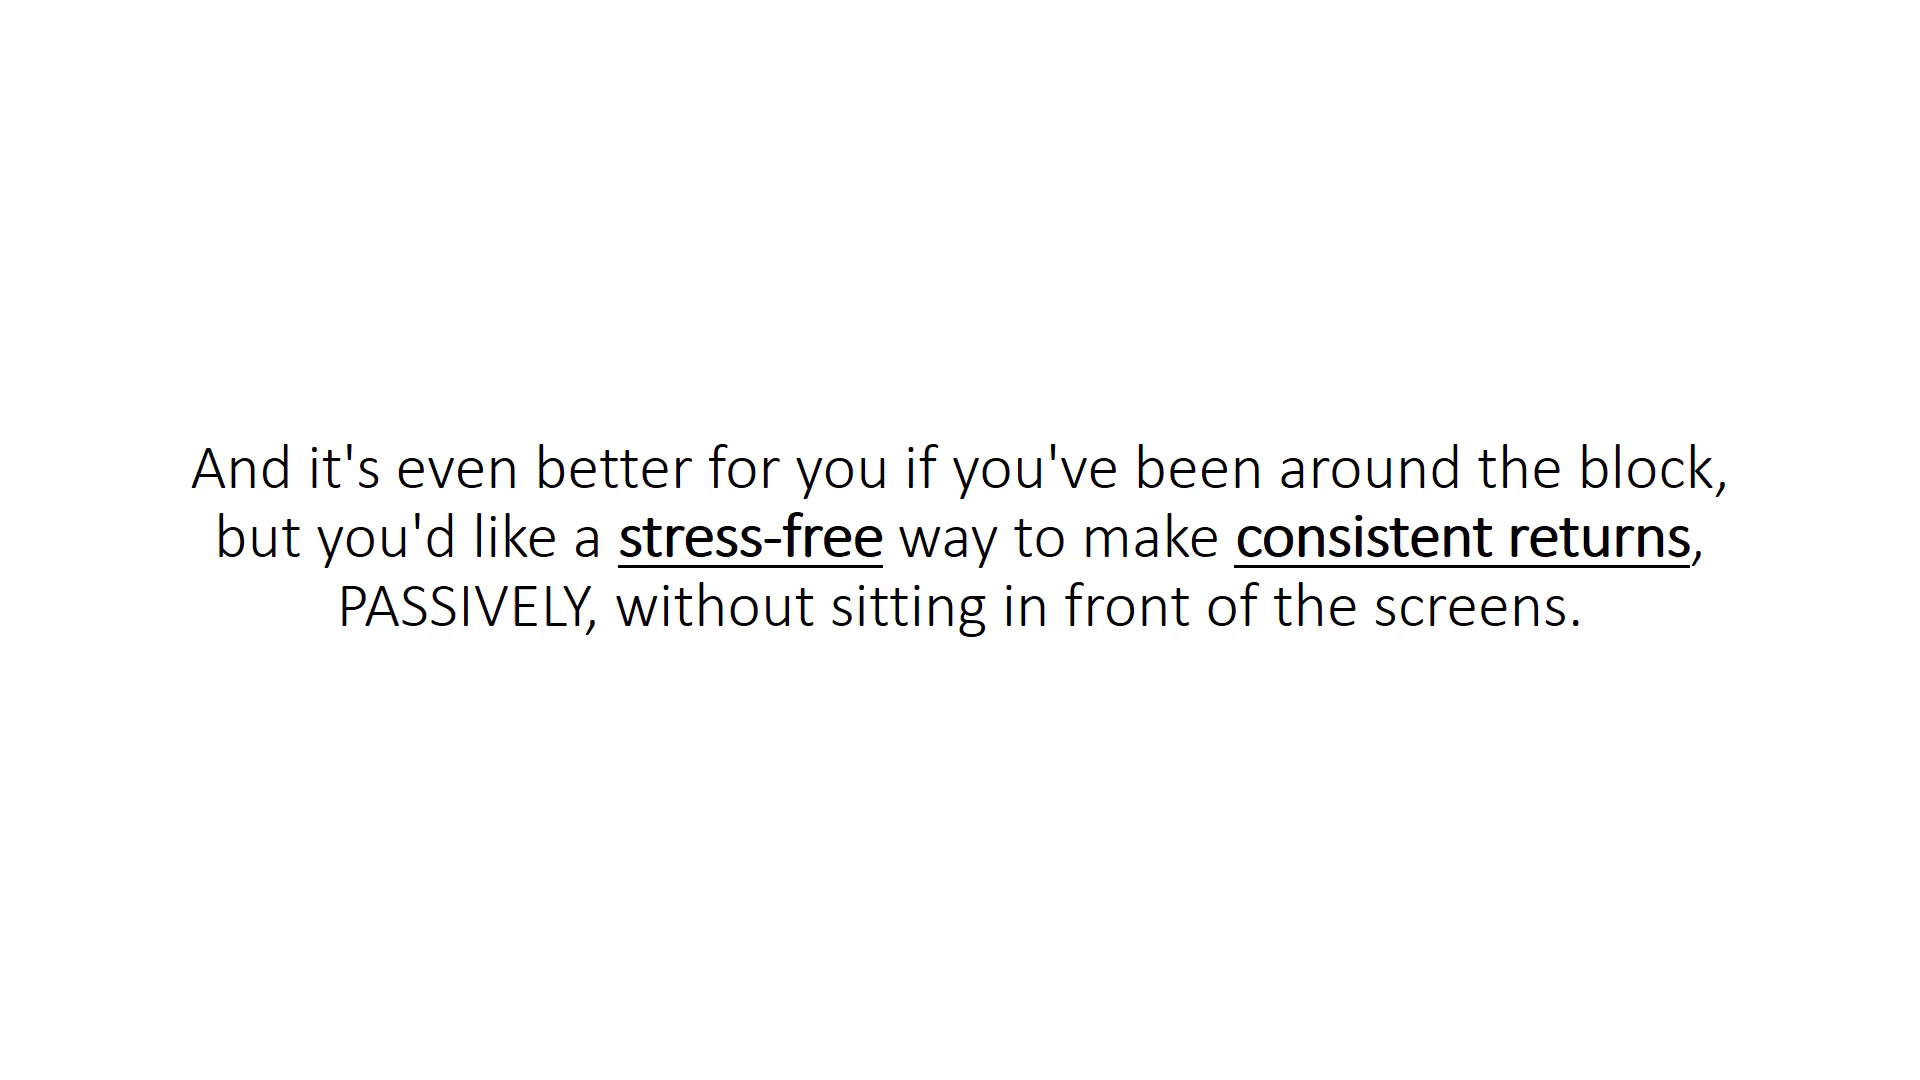 And it's even better for you if you've been around the block,
but you'd like a stress-free way to make consistent returns,
PASSIVELY, without sitting in front of the screens.